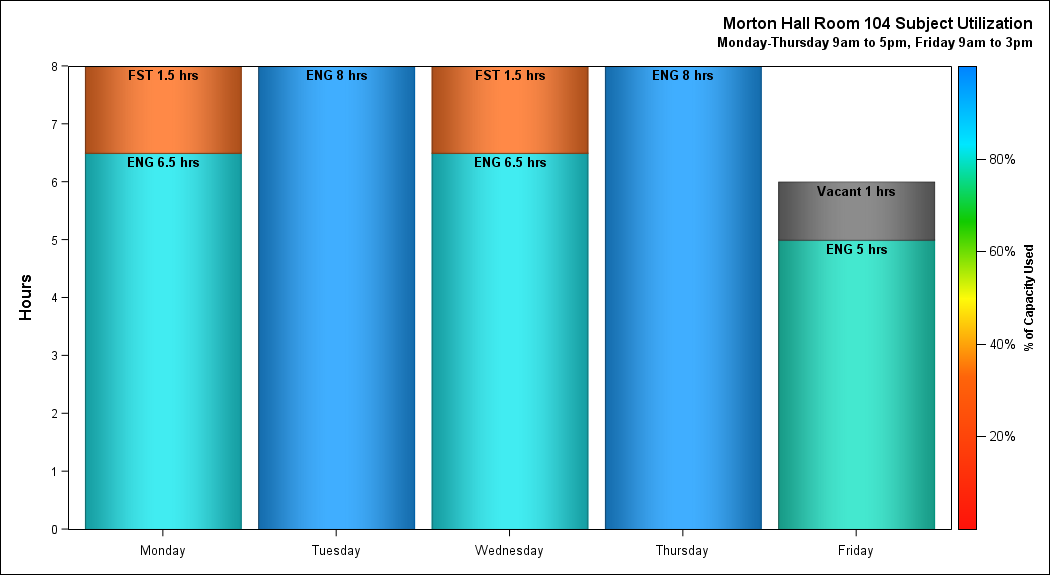 Morton Hall Room 104 Subject Utilization
Monday-Thursday 9am to 5pm, Friday 9am to 3pm
8
7
6
5
4
3
2
1
0
Hours
FST 1.5 hrs
ENG 6.5 hrs
ENG 8 hrs
FST 1.5 hrs
ENG 6.5 hrs
ENG 8 hrs
Vacant 1 hrs
ENG 5 hrs
Monday
Tuesday
Wednesday
Thursday
Friday
80%
60%
40%
20%
% of Capacity Used